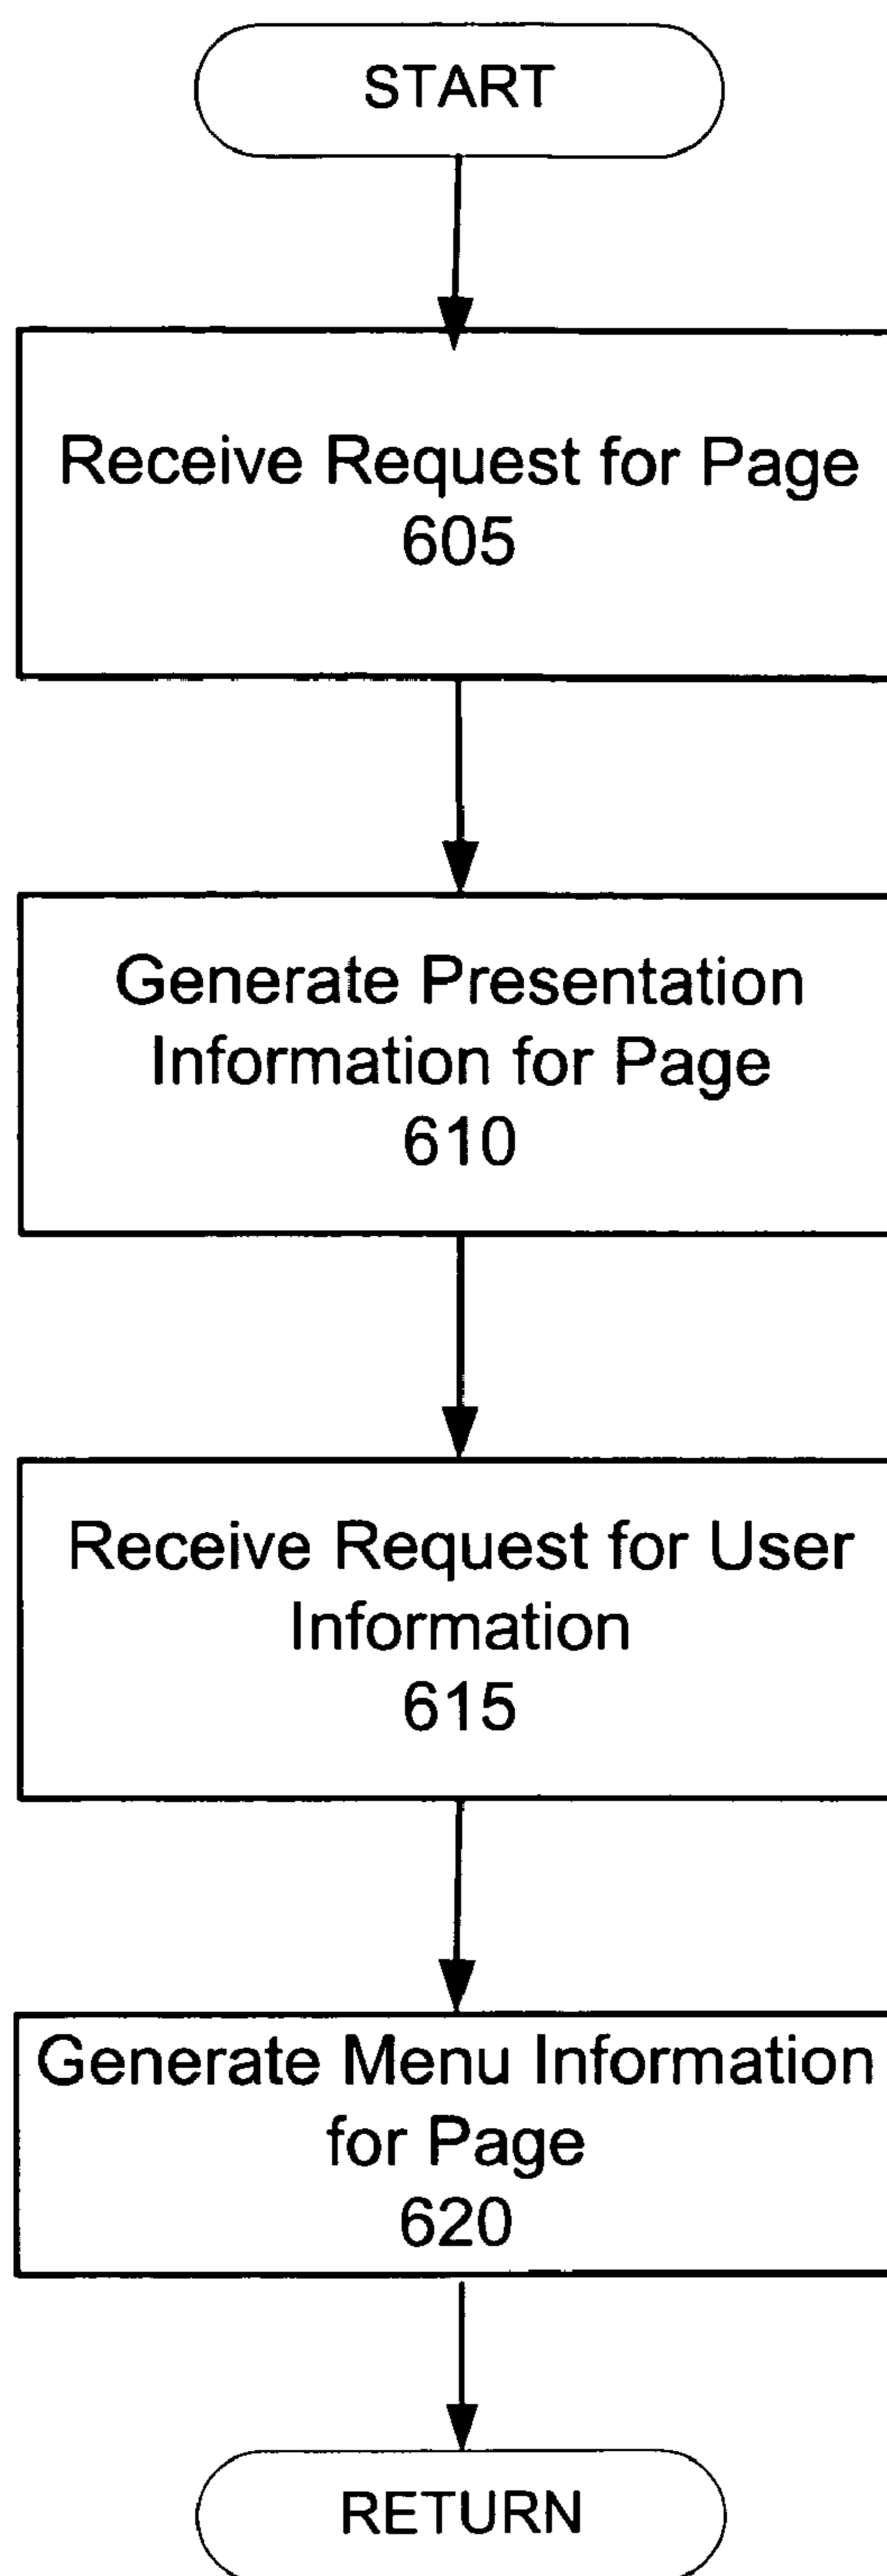 START
Receive Request for Page
605
Generate Presentation
Information for Page
610
Receive Request for User
Information
615
Generate Menu Information
for Page
620
RETURN